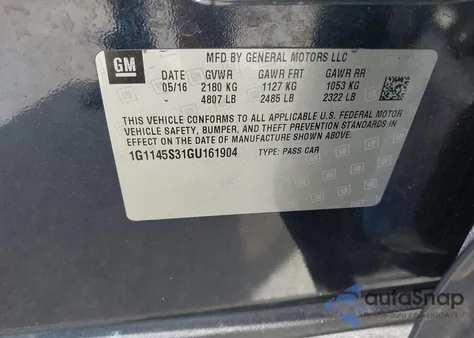 GM
MFD BY GENERAL MOTORS LLC
DATE GVWR GAWR FRT GAWR RR
05/16 2180 KG 1127 KG 1053 KG
4807 LB 2485 LB 2322 LB
THIS VEHICLE CONFORMS TO ALL APPLICABLE U.S. FEDERAL MOTOR
VEHICLE SAFETY, BUMPER, AND THEFT PREVENTION STANDARDS IN
EFFECT ON THE DATE OF MANUFACTURE SHOWN ABOVE.
1G1145S31GU161904 TYPE: PASS CAR
autoSnap